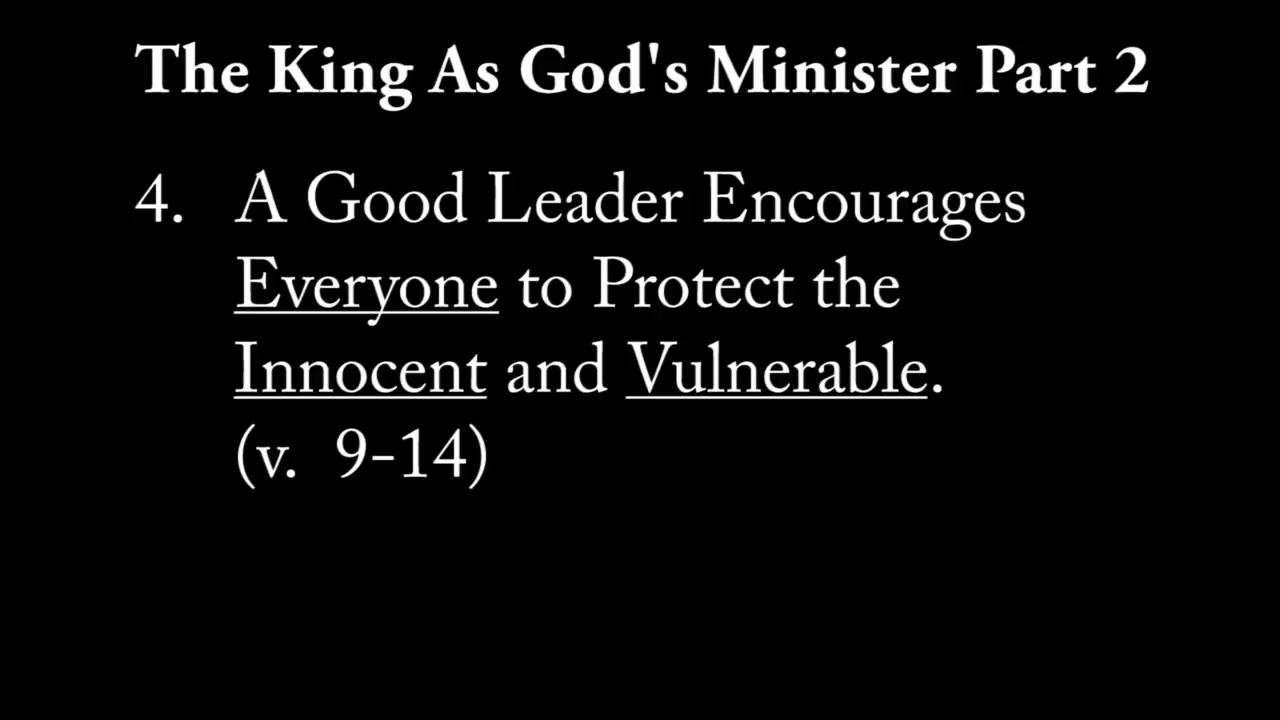 The King As God's Minister Part 2
4. A Good Leader Encourages
Everyone to Protect the
Innocent and Vulnerable.
(v. 9-14)